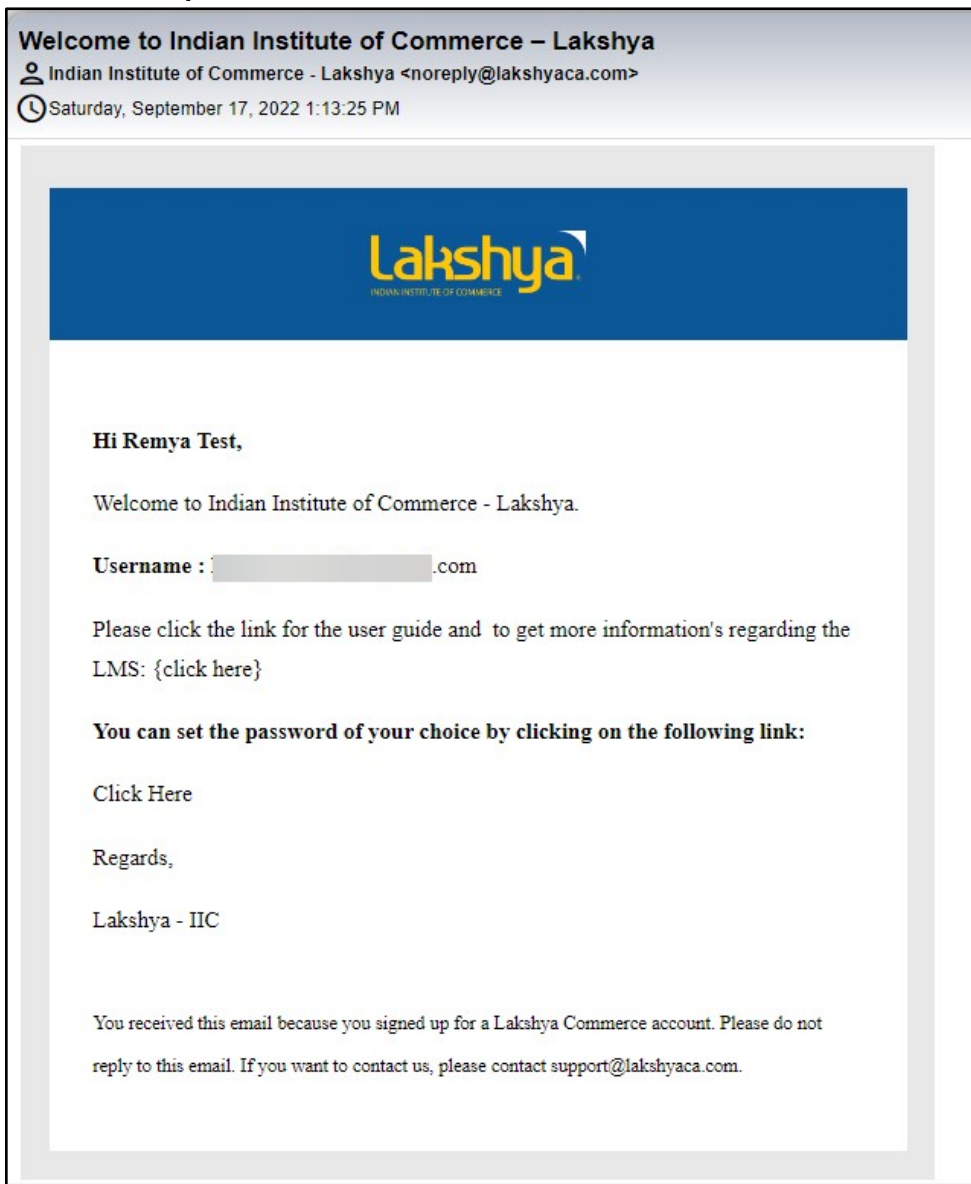 Welcome to Indian Institute of Commerce – Lakshya
Indian Institute of Commerce - Lakshya <noreply@lakshyaca.com>
Saturday, September 17, 2022 1:13:25 PM
Lakshya
INDIAN INSTITUTE OF COMMERCE
Hi Remya Test,
Welcome to Indian Institute of Commerce - Lakshya.
Username : .com
Please click the link for the user guide and  to get more information's regarding the
LMS: {click here}
You can set the password of your choice by clicking on the following link:
Click Here
Regards,
Lakshya - IIC
You received this email because you signed up for a Lakshya Commerce account. Please do not
reply to this email. If you want to contact us, please contact support@lakshyaca.com.